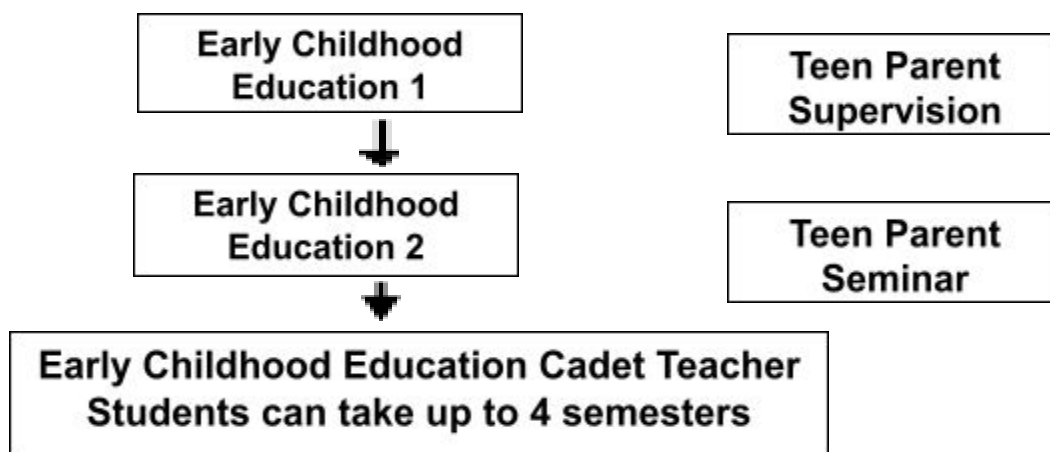 Early Childhood
Education 1
Teen Parent
Supervision
Early Childhood
Education 2
Teen Parent
Seminar
Early Childhood Education Cadet Teacher
Students can take up to 4 semesters